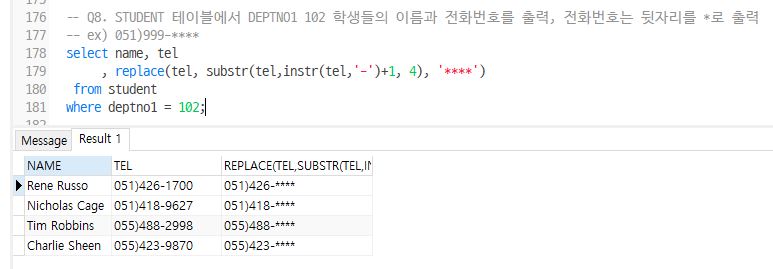 176 -- Q8. STUDENT 테이블에서 DEPTNO1 102 학생들의 이름과 전화번호를 출력, 전화번호는 뒷자리를 *로 출력
177 -- ex) 051)999-****
178 select name, tel
179 , replace(tel, substr(tel,instr(tel,'-')+1, 4), '****')
180 from student
181 where deptno1 = 102;
Message Result 1
NAME TEL REPLACE(TEL,SUBSTR(TEL,IN
Rene Russo 051)426-1700 051)426-****
Nicholas Cage 051)418-9627 051)418-****
Tim Robbins 055)488-2998 055)488-****
Charlie Sheen 055)423-9870 055)423-****